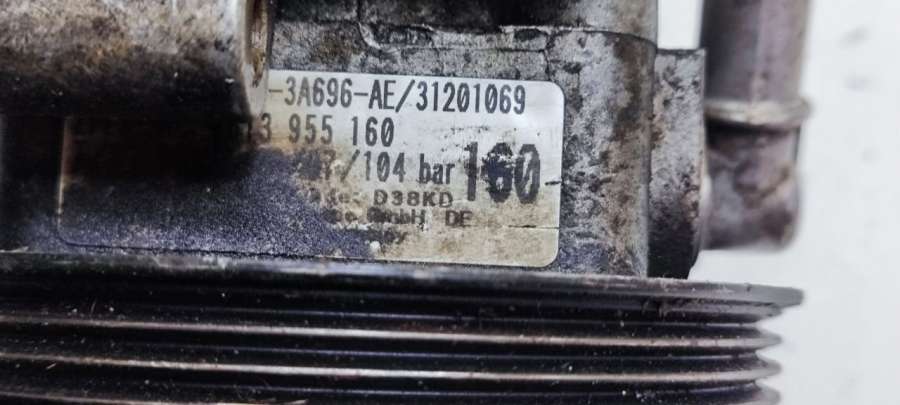 -3A696-AE/31201069
3 955 160
/104 bar 160
D38KD
GmbH DE